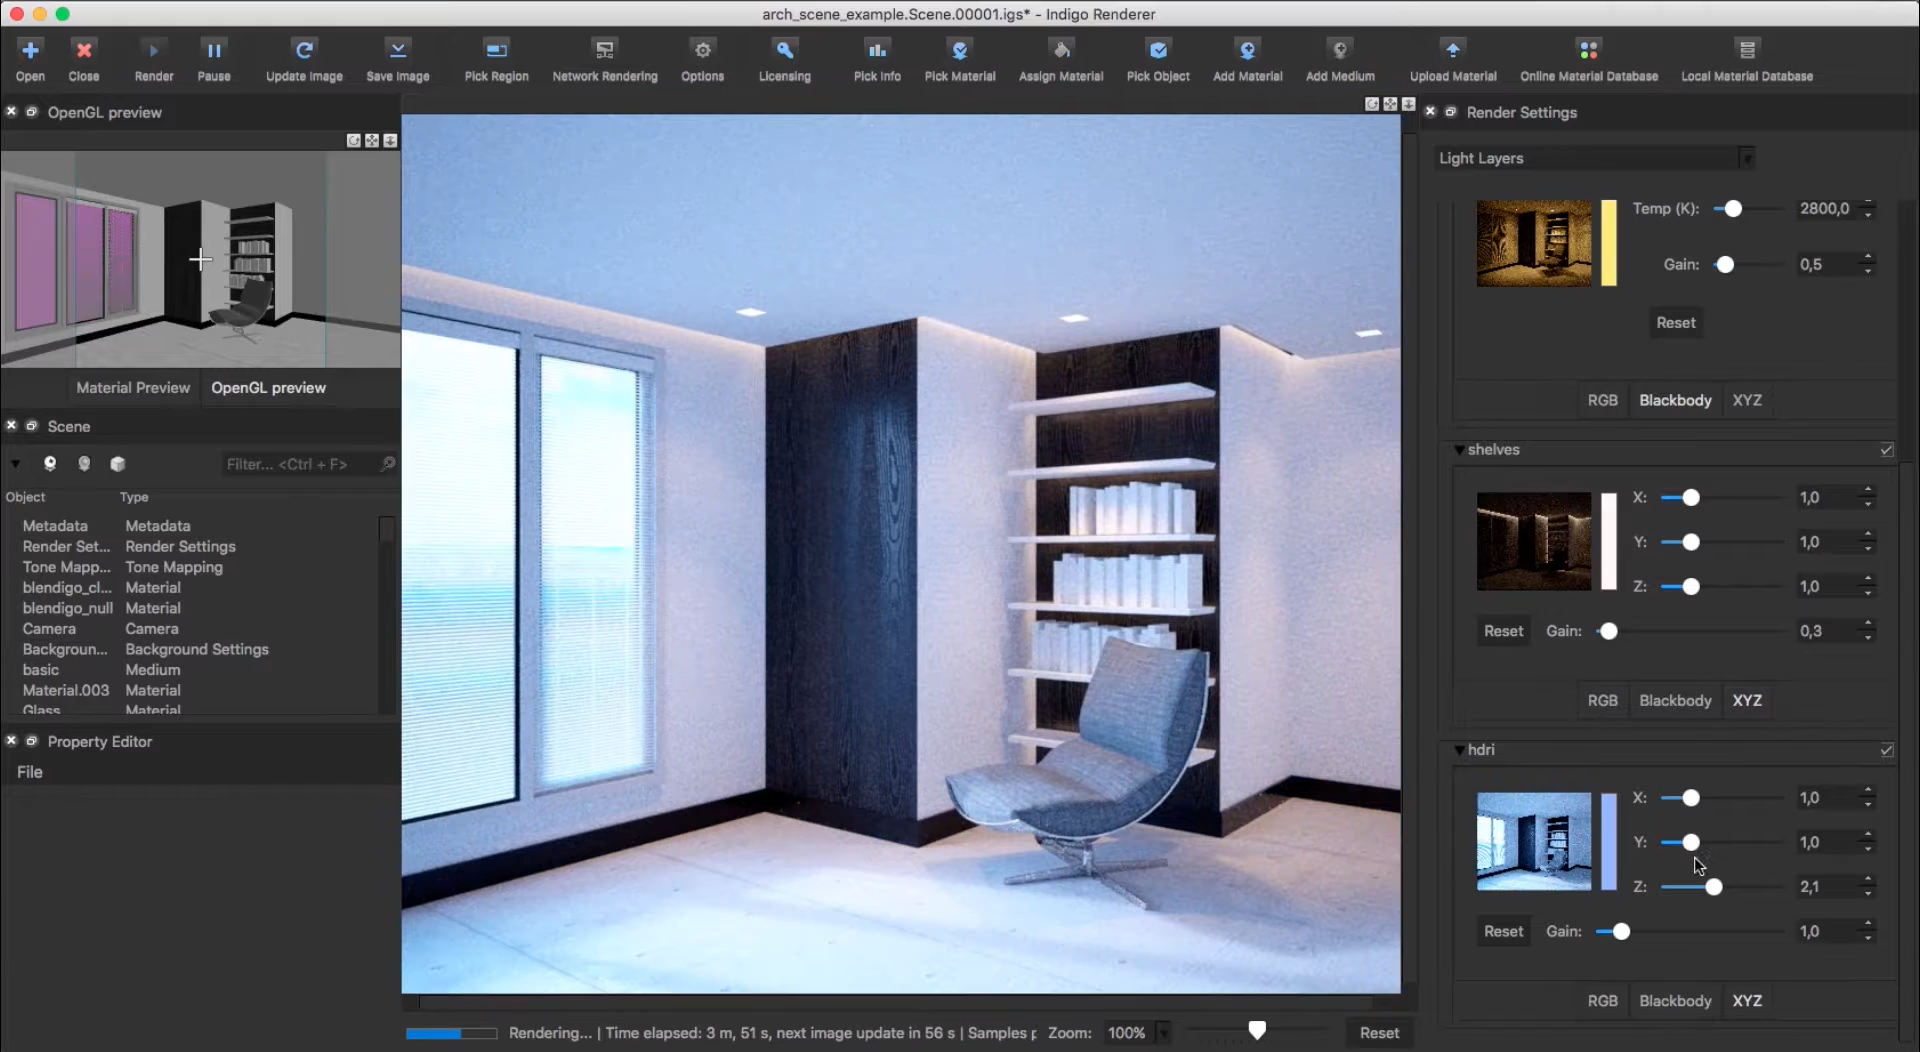 arch_scene_example.Scene.00001.igs* - Indigo Renderer
Open Close Render Pause Update Image Save Image Pick Region Network Rendering Options Licensing Pick Info Pick Material Assign Material Pick Object Add Material Add Medium Upload Material Online Material Database Local Material Database
OpenGL preview
Material Preview OpenGL preview
Scene
Filter... <Ctrl + F>
Object Type
Metadata Metadata
Render Set... Render Settings
Tone Mapp... Tone Mapping
blendigo_cl... Material
blendigo_null Material
Camera Camera
Backgroun... Background Settings
basic Medium
Material.003 Material
Glass Material
Property Editor
File
Rendering... | Time elapsed: 3 m, 51 s, next image update in 56 s | Samples p Zoom: 100% Reset
Render Settings
Light Layers
Temp (K): 2800,0
Gain: 0,5
Reset
RGB Blackbody XYZ
shelves
X: 1,0
Y: 1,0
Z: 1,0
Reset Gain: 0,3
RGB Blackbody XYZ
hdri
X: 1,0
Y: 1,0
Z: 2,1
Reset Gain: 1,0
RGB Blackbody XYZ